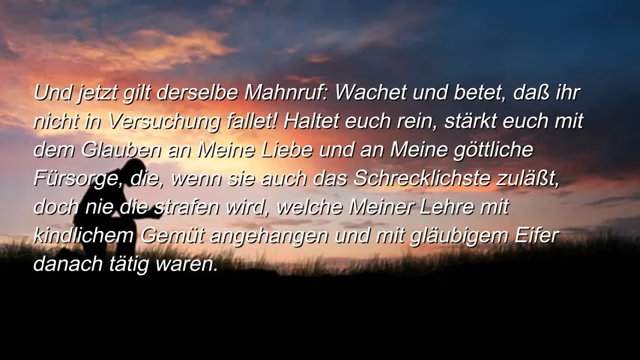 Und jetzt gilt derselbe Mahnruf: Wachet und betet, daß ihr
nicht in Versuchung fallet! Haltet euch rein, stärkt euch mit
dem Glauben an Meine Liebe und an Meine göttliche
Fürsorge, die, wenn sie auch das Schrecklichste zuläßt,
doch nie die strafen wird, welche Meiner Lehre mit
kindlichem Gemüt angehangen und mit gläubigem Eifer
danach tätig waren.